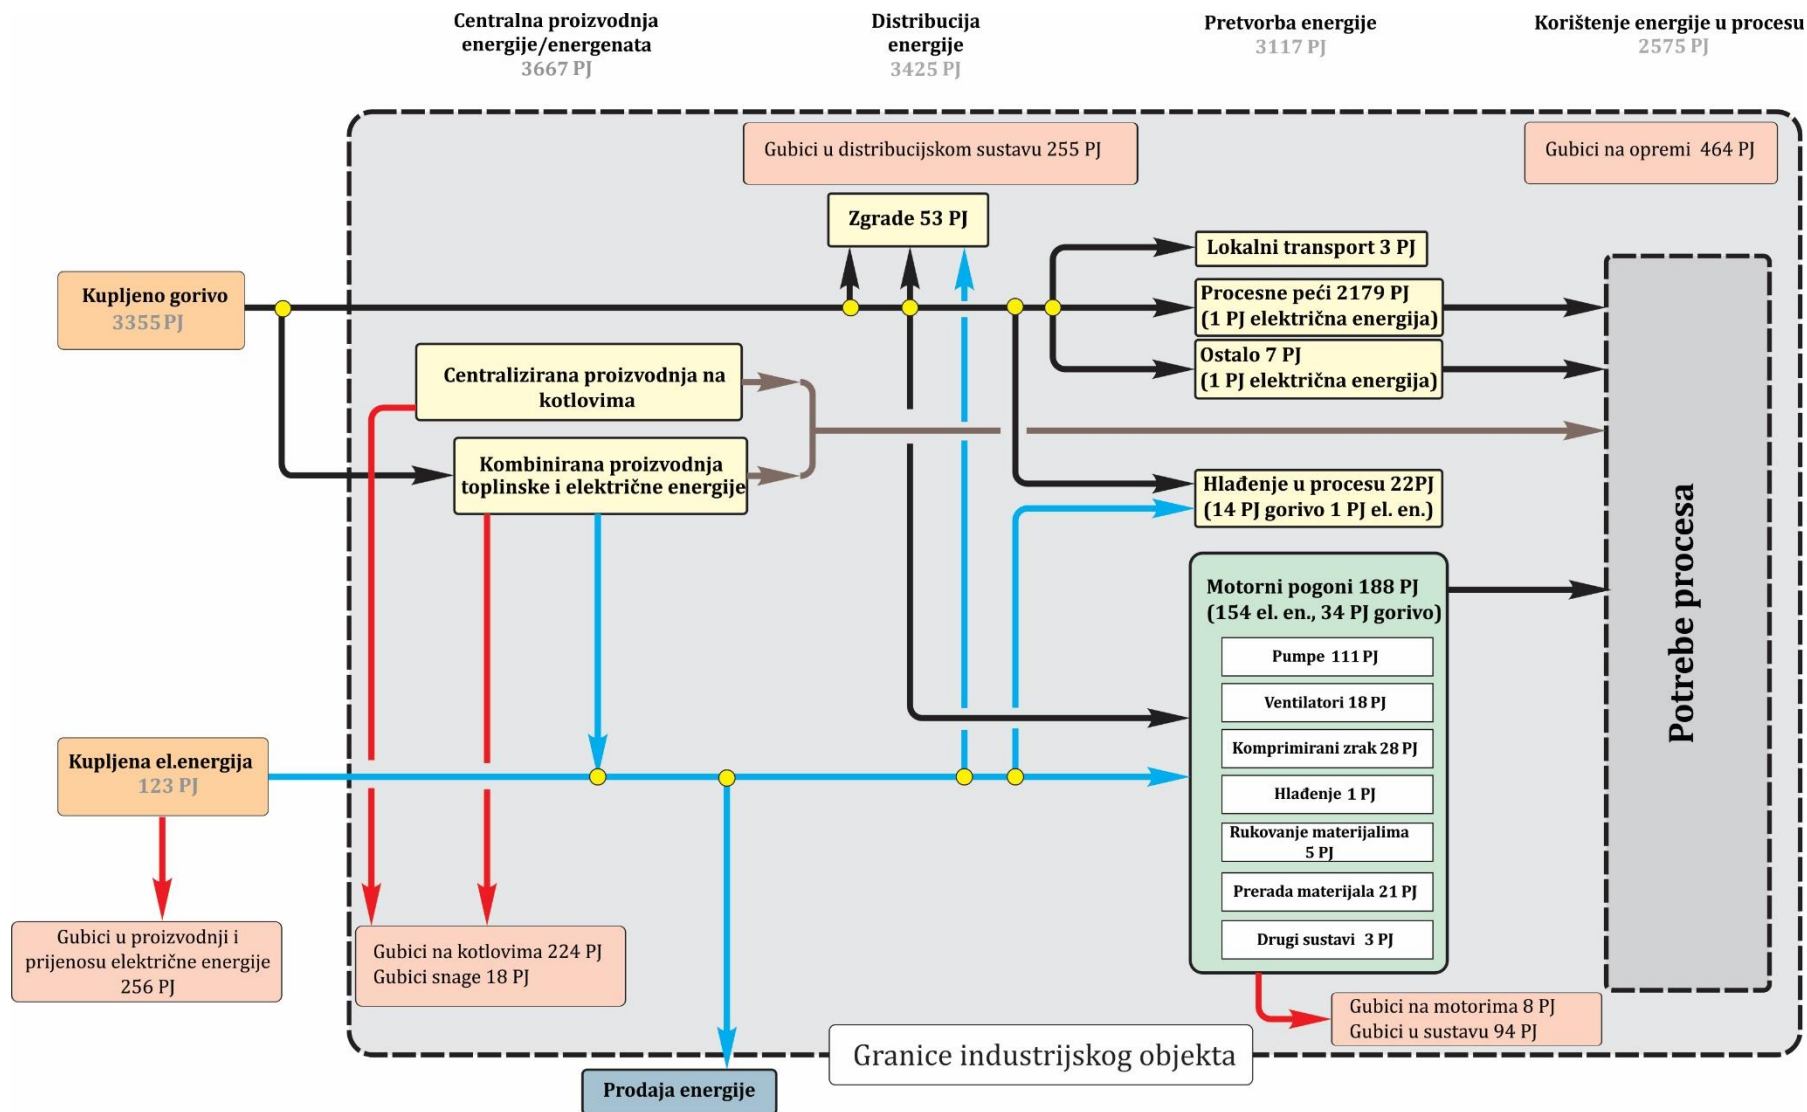 Centralna proizvodnja
energije/energenata
3667 PJ
Distribucija
energije
3425 PJ
Pretvorba energije
3117 PJ
Korištenje energije u procesu
2575 PJ
Gubici u distribucijskom sustavu 255 PJ
Gubici na opremi 464 PJ
Zgrade 53 PJ
Lokalni transport 3 PJ
Kupljeno gorivo
3355 PJ
Procesne peći 2179 PJ
(1 PJ električna energija)
Ostalo 7 PJ
(1 PJ električna energija)
Centralizirana proizvodnja na
kotlovima
Kombinirana proizvodnja
toplinske i električne energije
Hlađenje u procesu 22PJ
(14 PJ gorivo 1 PJ el. en.)
Potrebe procesa
Motorni pogoni 188 PJ
(154 el. en., 34 PJ gorivo)
Pumpe 111 PJ
Ventilatori 18 PJ
Komprimirani zrak 28 PJ
Hlađenje 1 PJ
Rukovanje materijalima
5 PJ
Prerada materijala 21 PJ
Drugi sustavi 3 PJ
Kupljena el.energija
123 PJ
Gubici u proizvodnji i
prijenosu električne energije
256 PJ
Gubici na kotlovima 224 PJ
Gubici snage 18 PJ
Gubici na motorima 8 PJ
Gubici u sustavu 94 PJ
Granice industrijskog objekta
Prodaja energije